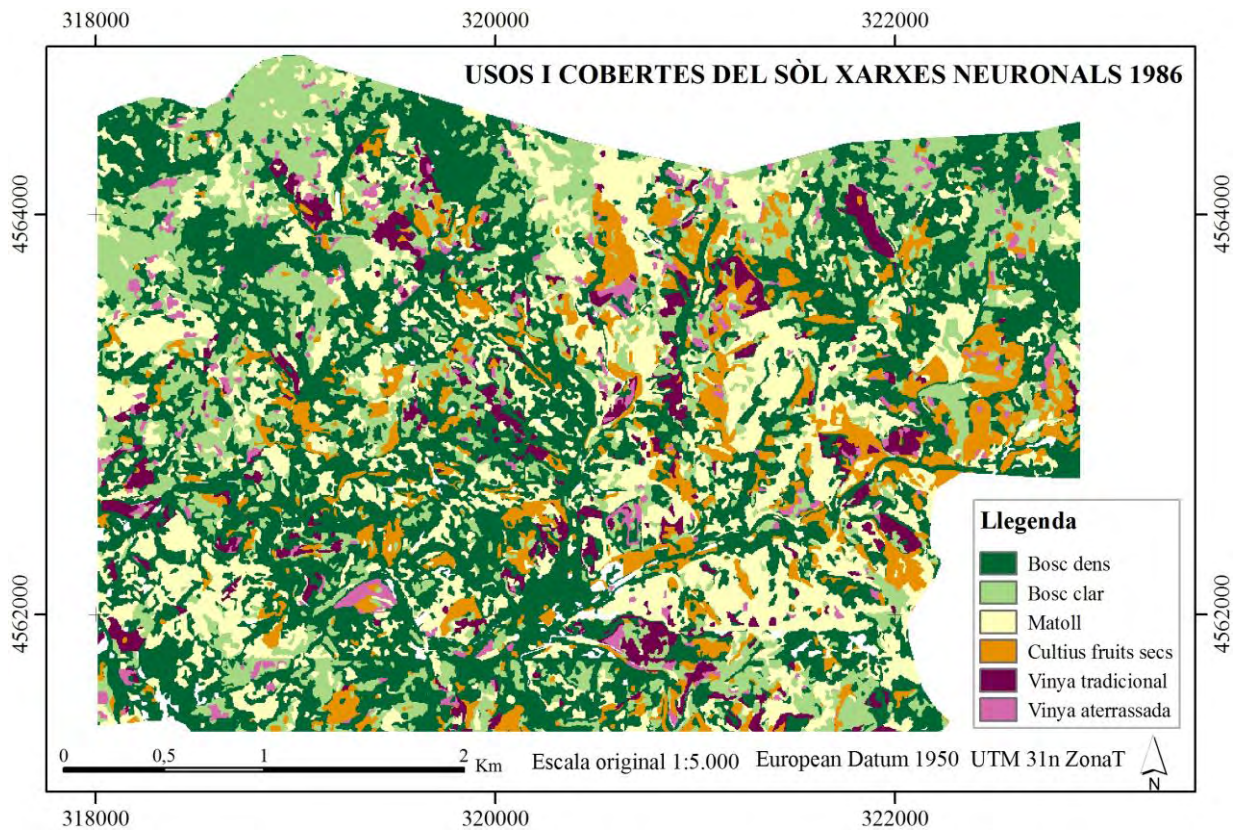 318000 320000 322000
USOS I COBERTES DEL SÒL XARXES NEURONALS 1986
4564000 4564000
4562000 4562000
Llegenda
Bosc dens
Bosc clar
Matoll
Cultius fruits secs
Vinya tradicional
Vinya aterrassada
0 0,5 1 2 Km
Escala original 1:5.000 European Datum 1950 UTM 31n ZonaT
N
318000 320000 322000